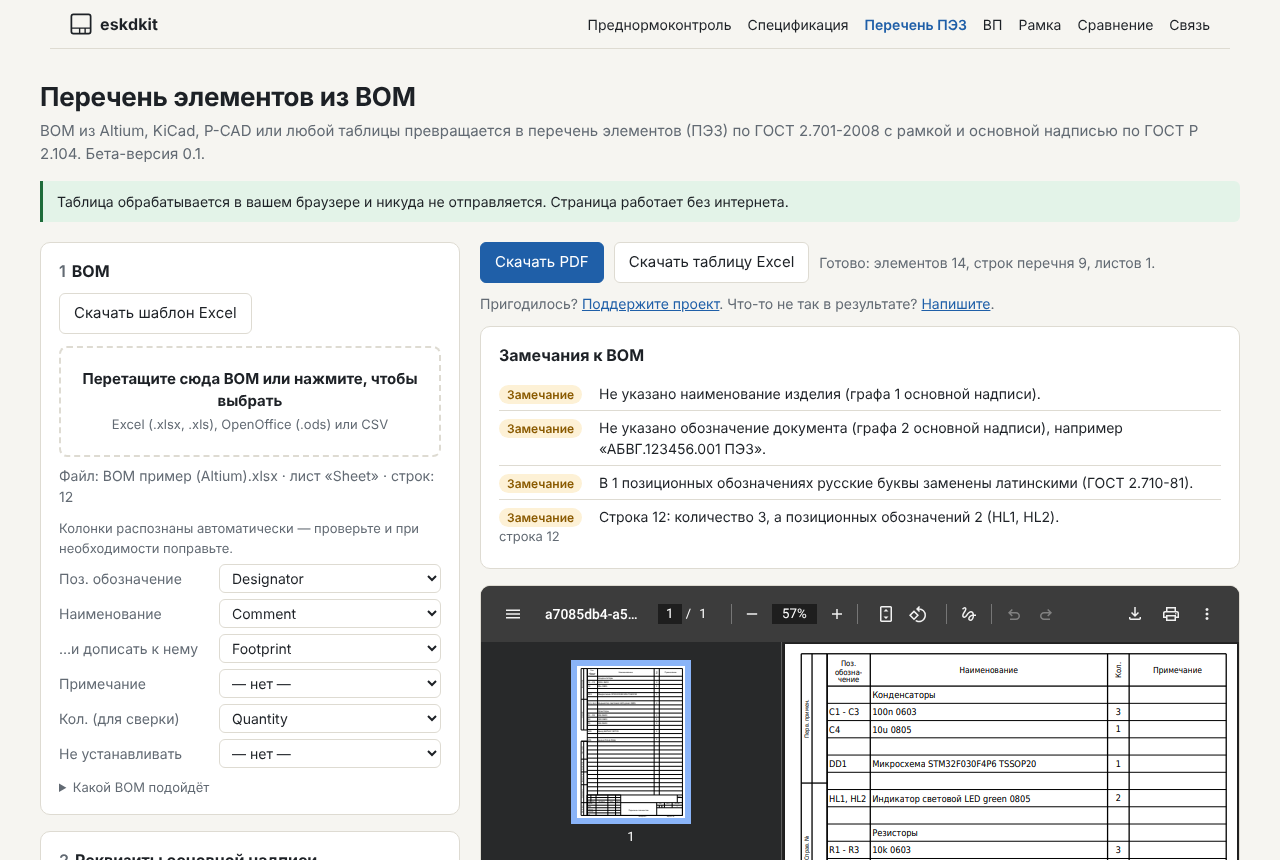 eskdkit
Преднормоконтроль Спецификация Перечень ПЭЗ ВП Рамка Сравнение Связь
Перечень элементов из BOM
BOM из Altium, KiCad, P-CAD или любой таблицы превращается в перечень элементов (ПЭЗ) по ГОСТ 2.701-2008 с рамкой и основной надписью по ГОСТ Р
2.104. Бета-версия 0.1.
Таблица обрабатывается в вашем браузере и никуда не отправляется. Страница работает без интернета.
1 BOM
Скачать шаблон Excel
Перетащите сюда BOM или нажмите, чтобы
выбрать
Excel (.xlsx, .xls), OpenOffice (.ods) или CSV
Файл: BOM пример (Altium).xlsx · лист «Sheet» · строк:
12
Колонки распознаны автоматически — проверьте и при
необходимости поправьте.
Поз. обозначение Designator
Наименование Comment
...и дописать к нему Footprint
Примечание — нет —
Кол. (для сверки) Quantity
Не устанавливать — нет —
Какой BOM подойдёт
2 Реквизиты основной надписи
Скачать PDF Скачать таблицу Excel Готово: элементов 14, строк перечня 9, листов 1.
Пригодилось? Поддержите проект. Что-то не так в результате? Напишите.
Замечания к BOM
Замечание Не указано наименование изделия (графа 1 основной надписи).
Замечание Не указано обозначение документа (графа 2 основной надписи), например
«АБВГ.123456.001 ПЭЗ».
Замечание В 1 позиционных обозначениях русские буквы заменены латинскими (ГОСТ 2.710-81).
Замечание Строка 12: количество 3, а позиционных обозначений 2 (HL1, HL2).
строка 12
a7085db4-a5... 1 / 1 57%
1
Поз.
обозна-
чение
Наименование Кол. Примечание
Перв. примен.
Справ. №
Конденсаторы
C1 - C3 100n 0603 3
C4 10u 0805 1
DD1 Микросхема STM32F030F4P6 TSSOP20 1
HL1, HL2 Индикатор световой LED green 0805 2
Резисторы
R1 - R3 10k 0603 3